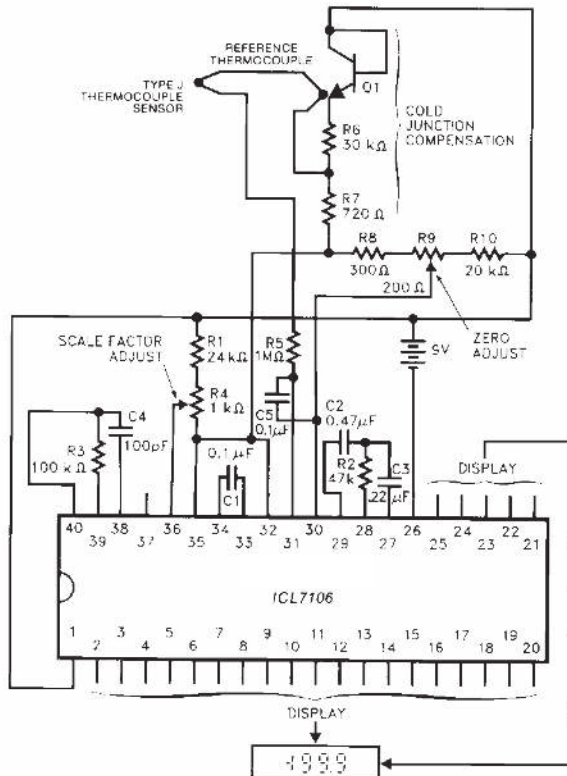 REFERENCE
THERMOCOUPLE
TYPE J
THERMOCOUPLE
SENSOR
Q1
COLD
JUNCTION
COMPENSATION
R6
30 kΩ
R7
720 Ω
R8
300Ω
R9
200 Ω
R10
20 kΩ
ZERO
ADJUST
SCALE FACTOR
ADJUST
R1
24 kΩ
R4
1 kΩ
R5
1MΩ
9V
C5
0.1µF
C2
0.47µF
R2
47k
C3
.22 µF
C4
100pF
R3
100 kΩ
0.1 µF
C1
DISPLAY
40 39 38 37 36 35 34 33 32 31 30 29 28 27 26 25 24 23 22 21
ICL7106
1 2 3 4 5 6 7 8 9 10 11 12 13 14 15 16 17 18 19 20
DISPLAY
199.9